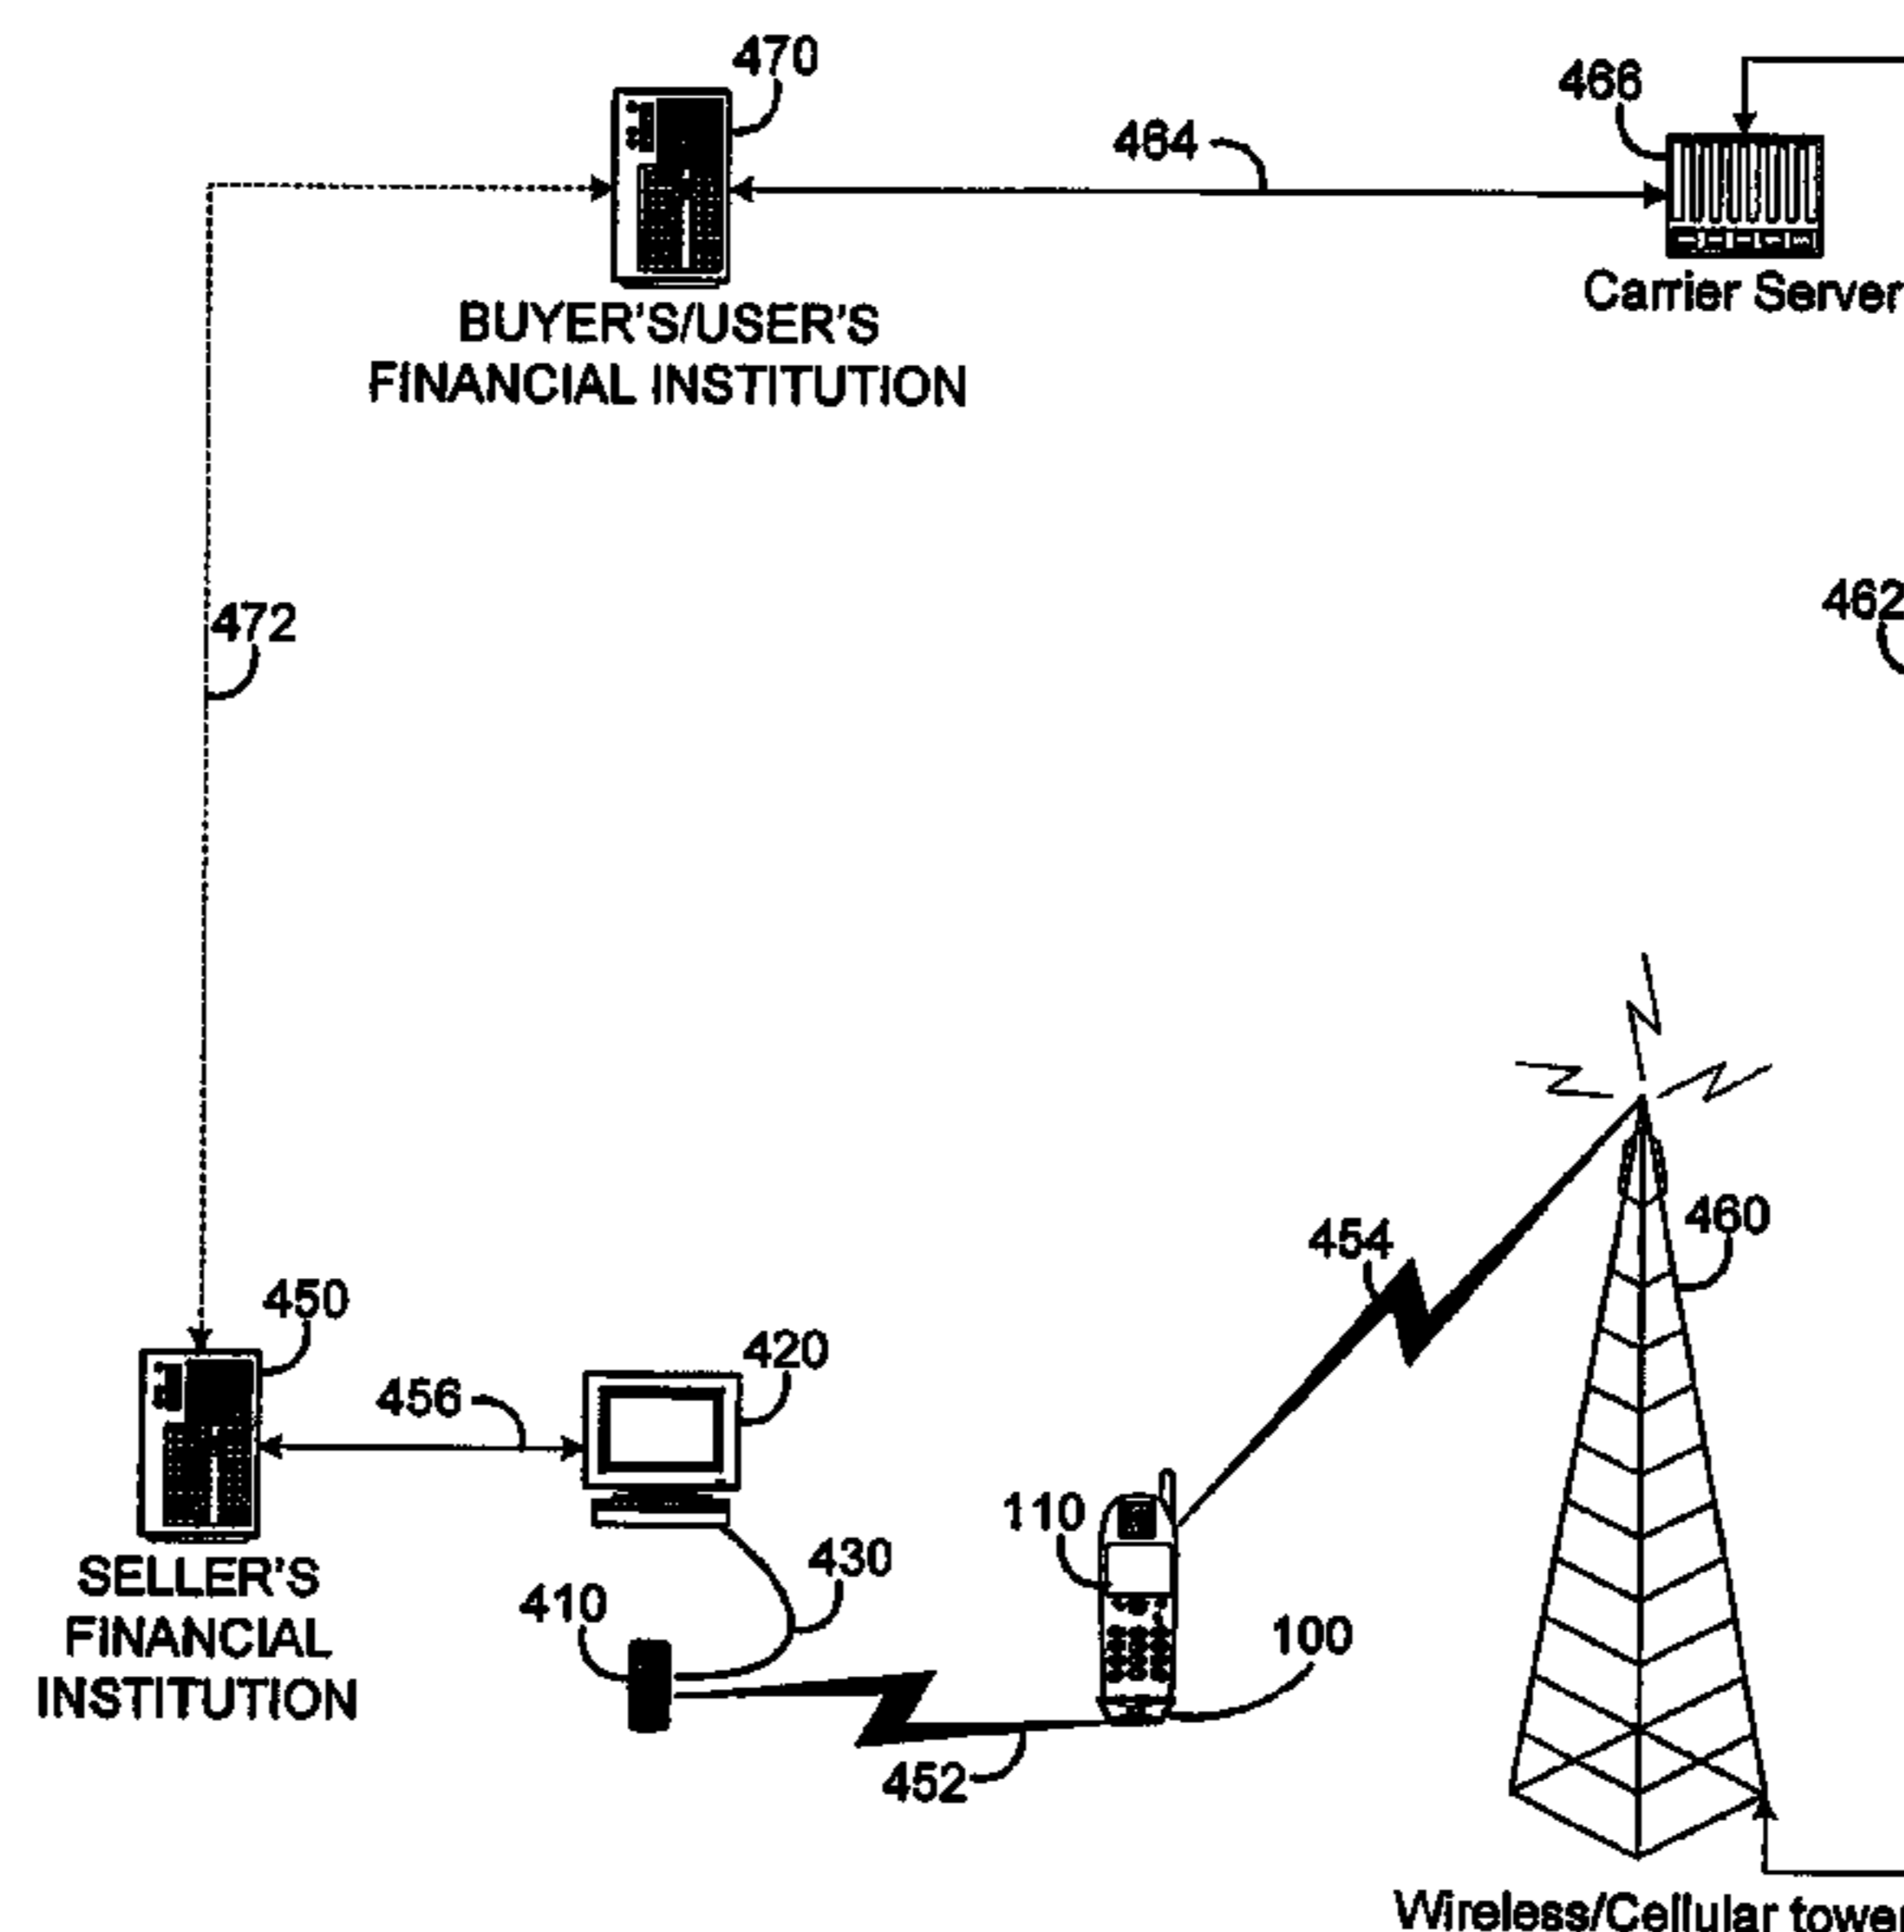 470
466
464
Carrier Server
BUYER'S/USER'S
FINANCIAL INSTITUTION
472
462
454
460
450
420
456
110
430
410
100
SELLER'S
FINANCIAL
INSTITUTION
452
Wireless/Cellular tower